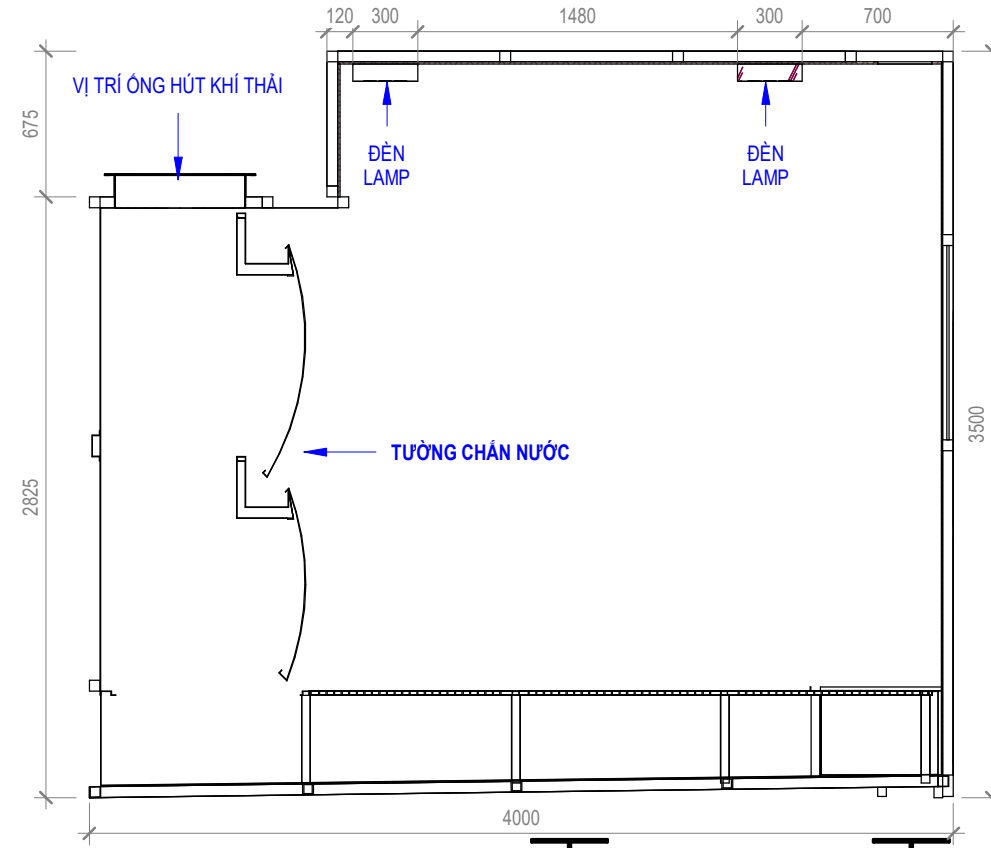 120 300 1480 300 700
VỊ TRÍ ỐNG HÚT KHÍ THẢI
675
ĐÈN
LAMP
ĐÈN
LAMP
3500
TƯỜNG CHẮN NƯỚC
2825
4000